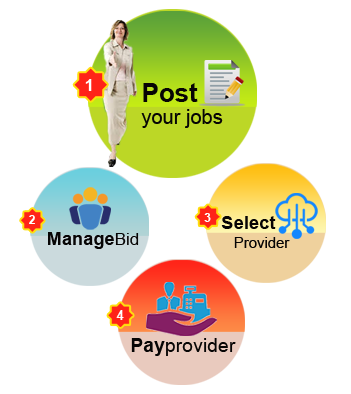 1
Post
your jobs
2
ManageBid
3
Select
Provider
4
Payprovider